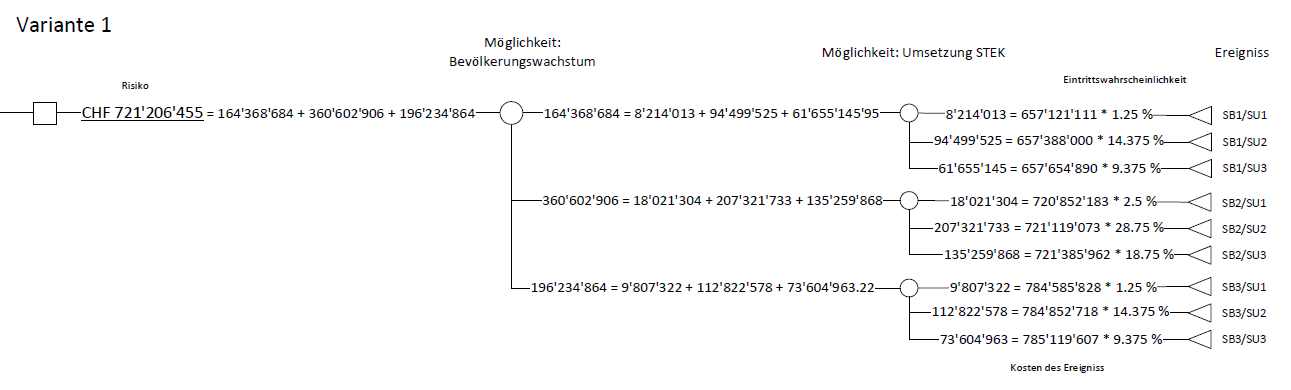 Variante 1
Möglichkeit:
Bevölkerungswachstum
Möglichkeit: Umsetzung STEK
Ereigniss
Risiko
Eintrittswahrscheinlichkeit
CHF 721'206'455 = 164'368'684 + 360'602'906 + 196'234'864
164'368'684 = 8'214'013 + 94'499'525 + 61'655'145'95
8'214'013 = 657'121'111 * 1.25 %
SB1/SU1
94'499'525 = 657'388'000 * 14.375 %
SB1/SU2
61'655'145 = 657'654'890 * 9.375 %
SB1/SU3
360'602'906 = 18'021'304 + 207'321'733 + 135'259'868
18'021'304 = 720'852'183 * 2.5 %
SB2/SU1
207'321'733 = 721'119'073 * 28.75 %
SB2/SU2
135'259'868 = 721'385'962 * 18.75 %
SB2/SU3
196'234'864 = 9'807'322 + 112'822'578 + 73'604'963.22
9'807'322 = 784'585'828 * 1.25 %
SB3/SU1
112'822'578 = 784'852'718 * 14.375 %
SB3/SU2
73'604'963 = 785'119'607 * 9.375 %
SB3/SU3
Kosten des Ereigniss